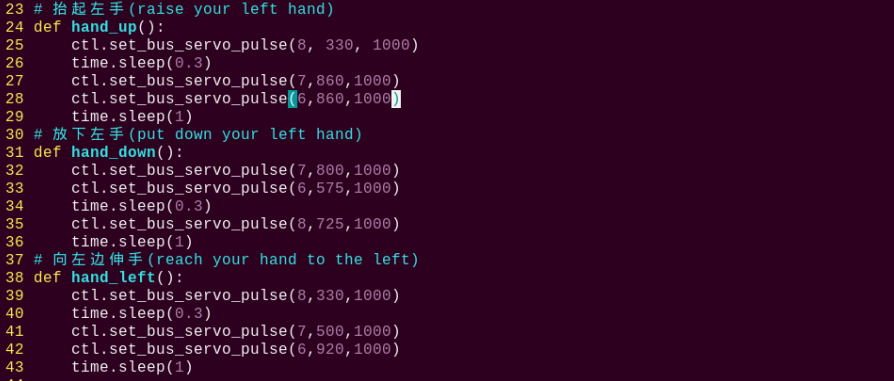 23 # 抬起左手(raise your left hand)
24 def hand_up():
25     ctl.set_bus_servo_pulse(8, 330, 1000)
26     time.sleep(0.3)
27     ctl.set_bus_servo_pulse(7,860,1000)
28     ctl.set_bus_servo_pulse(6,860,1000)
29     time.sleep(1)
30 # 放下左手(put down your left hand)
31 def hand_down():
32     ctl.set_bus_servo_pulse(7,800,1000)
33     ctl.set_bus_servo_pulse(6,575,1000)
34     time.sleep(0.3)
35     ctl.set_bus_servo_pulse(8,725,1000)
36     time.sleep(1)
37 # 向左边伸手(reach your hand to the left)
38 def hand_left():
39     ctl.set_bus_servo_pulse(8,330,1000)
40     time.sleep(0.3)
41     ctl.set_bus_servo_pulse(7,500,1000)
42     ctl.set_bus_servo_pulse(6,920,1000)
43     time.sleep(1)